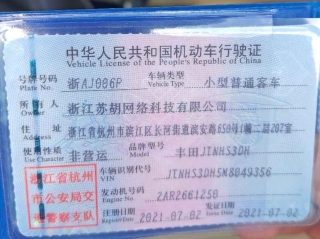 中华人民共和国机动车行驶证
Vehicle License of the People's Republic of China
号牌号码 浙AJ086P 车辆类型 小型普通客车
Plate No. Vehicle Type
所有人 浙江苏胡网络科技有限公司
Owner
住址 浙江省杭州市滨江区长河街道滨安路650号1幢二层207室
Address
使用性质 非营运 品牌型号 丰田JTNHS3DH
Use Character Model
浙江省杭州 车辆识别代号 JTNHS3DH5K8049356
VIN
市公安局交 发动机号码 2AR2661258
Engine No.
通警察支队 注册日期 2021-07-02 发证日期 2021-07-02
Register Date Issue Date